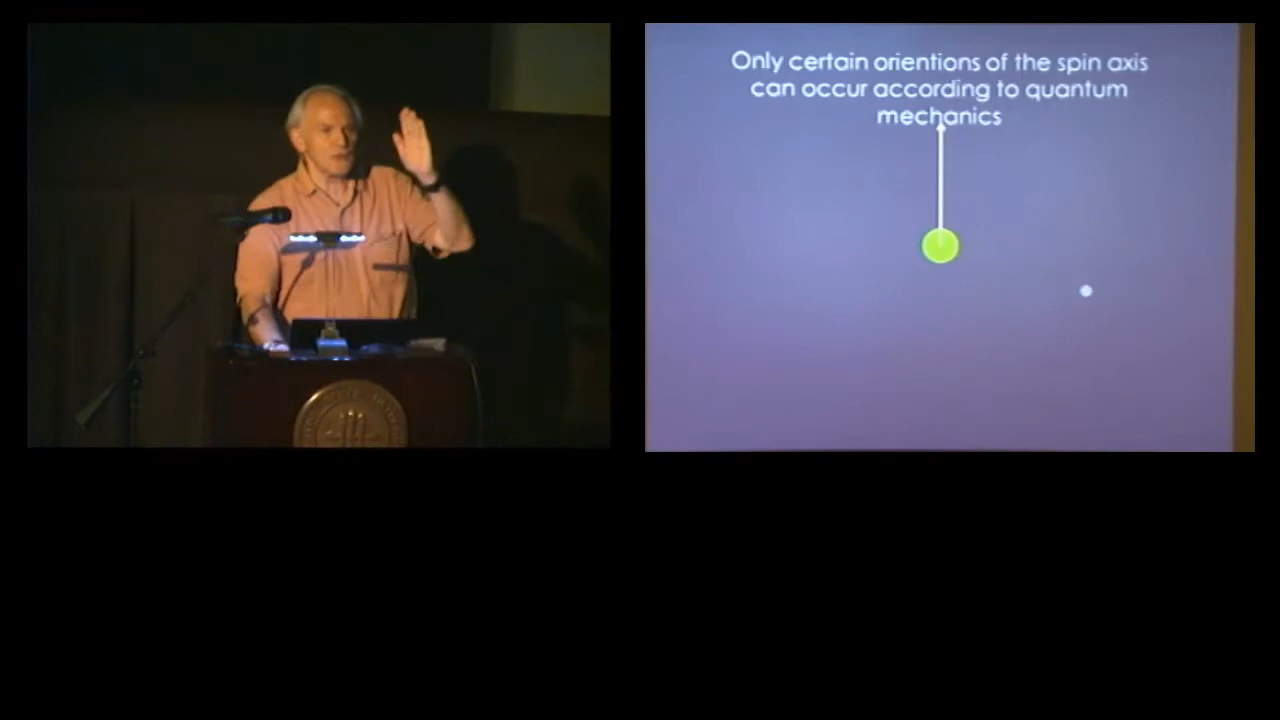 Only certain orientions of the spin axis
can occur according to quantum
mechanics